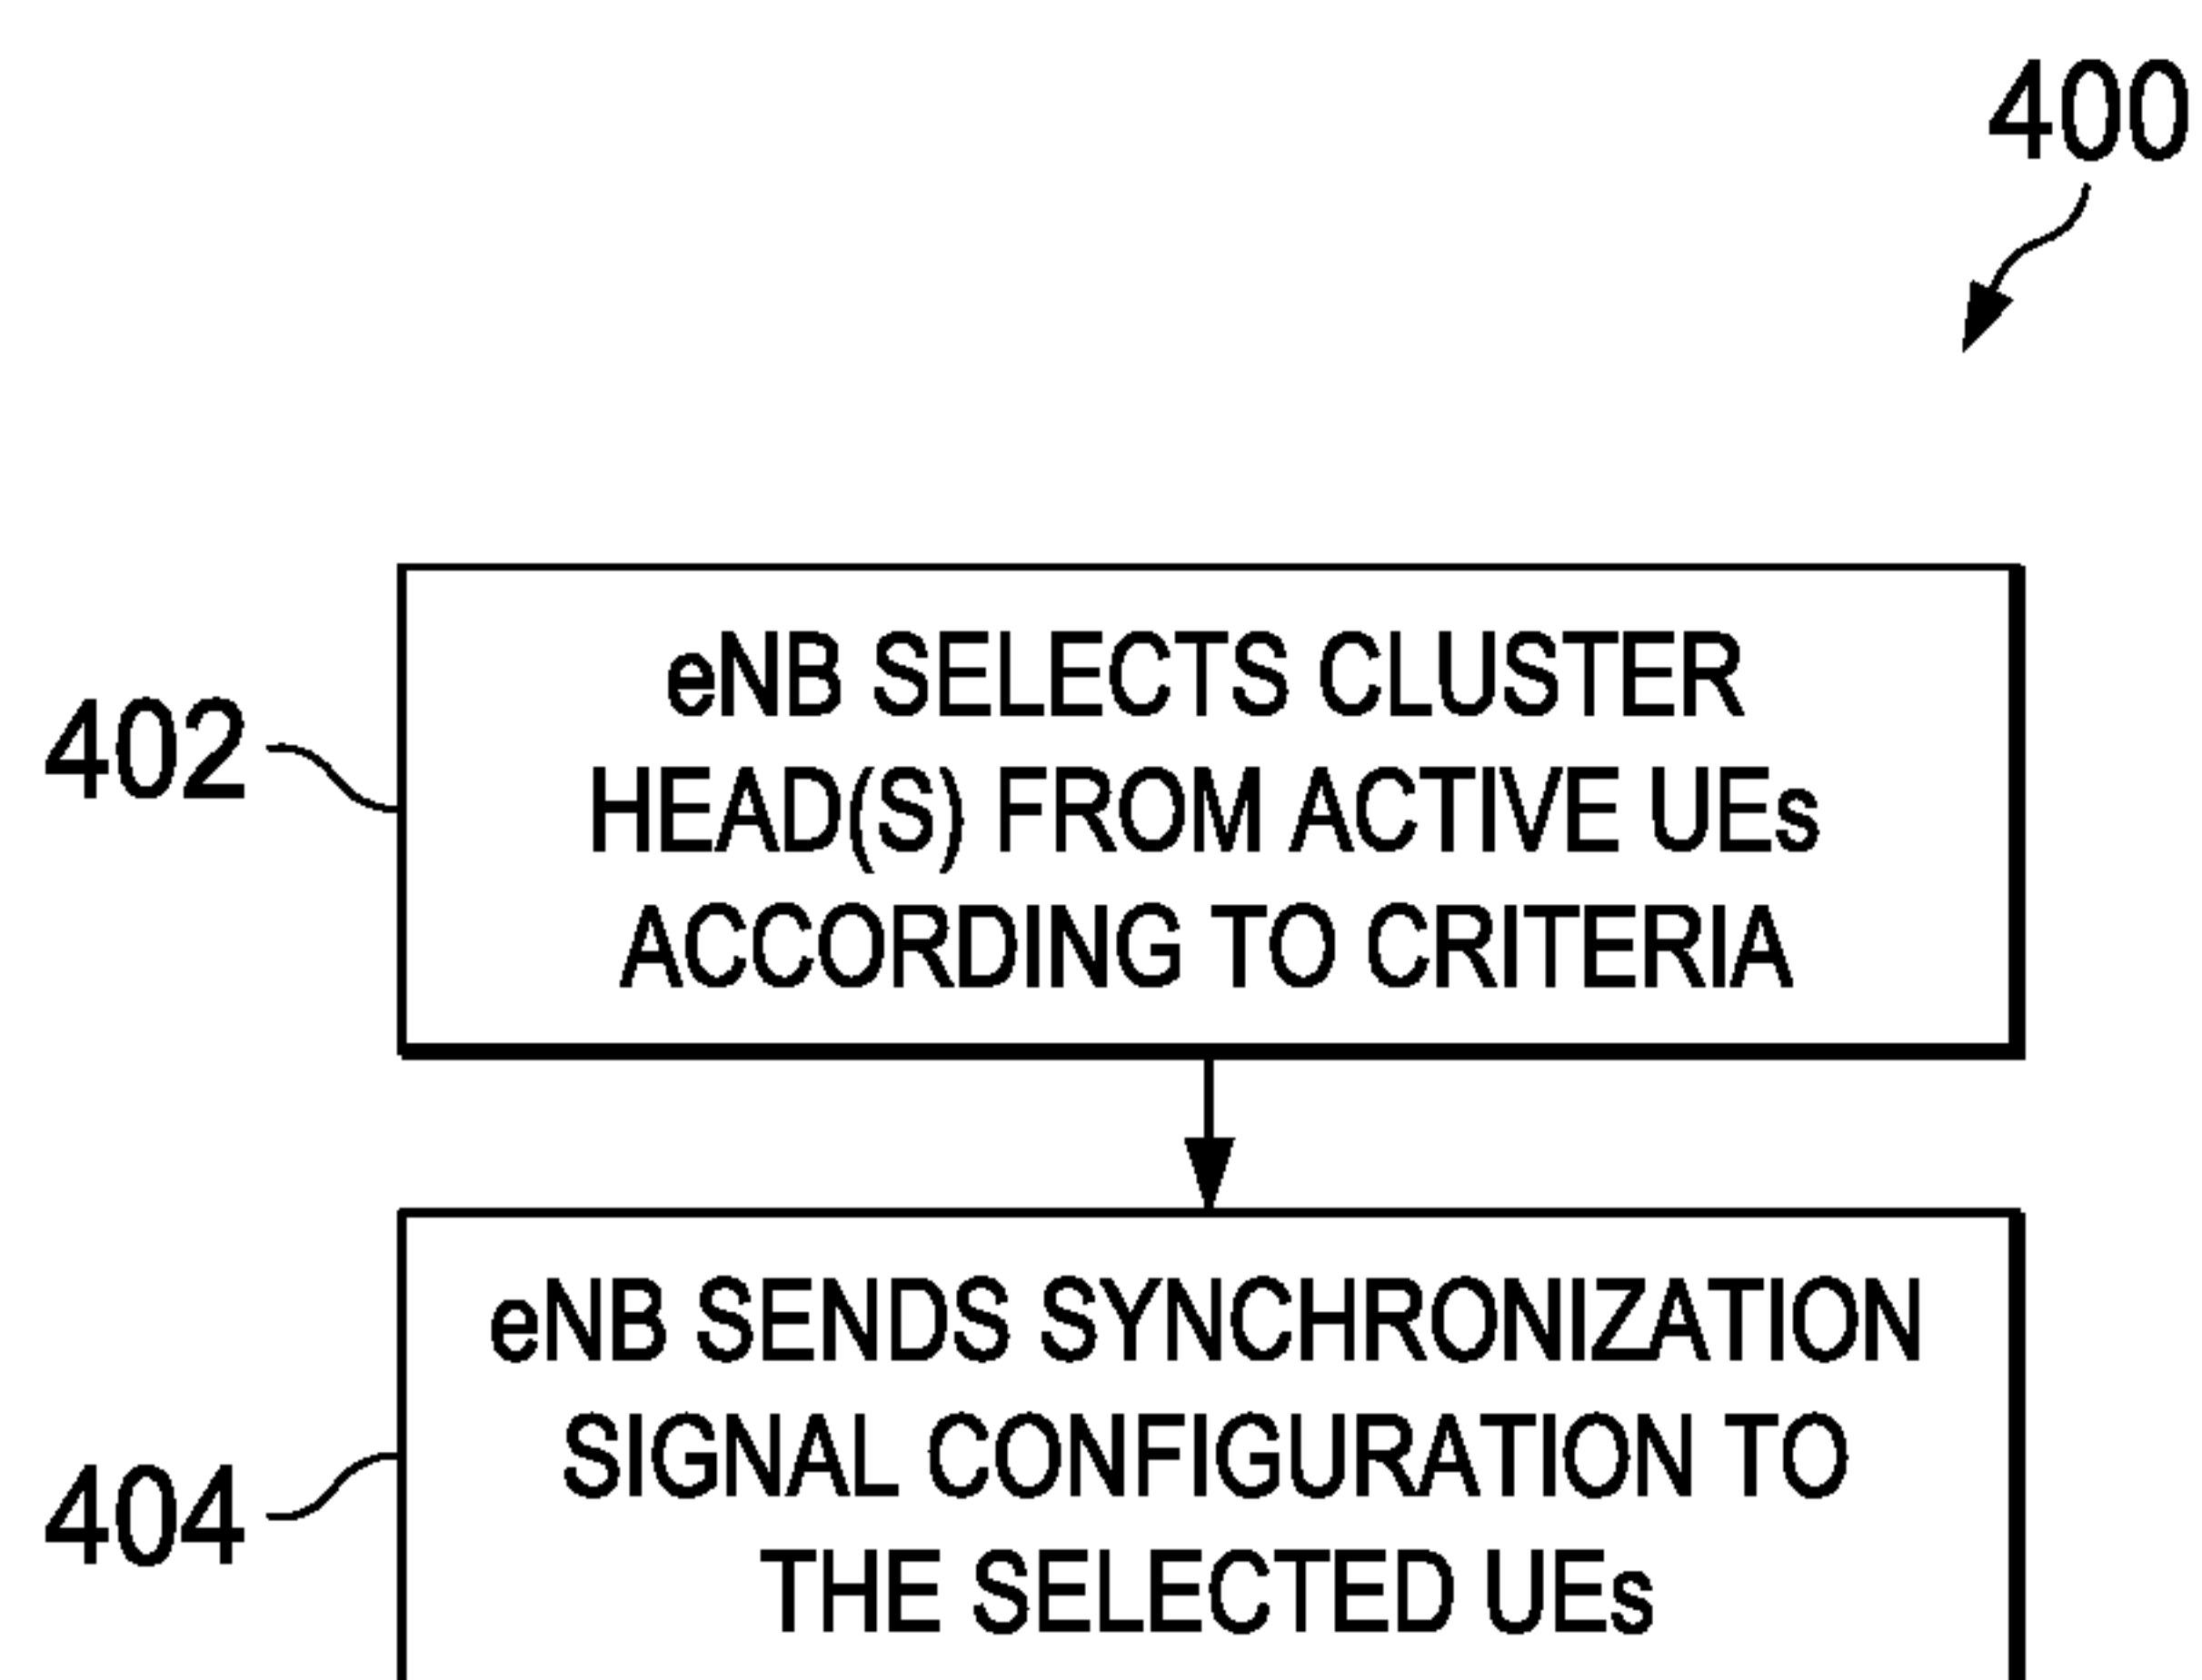 400
402
eNB SELECTS CLUSTER
HEAD(S) FROM ACTIVE UEs
ACCORDING TO CRITERIA
404
eNB SENDS SYNCHRONIZATION
SIGNAL CONFIGURATION TO
THE SELECTED UEs